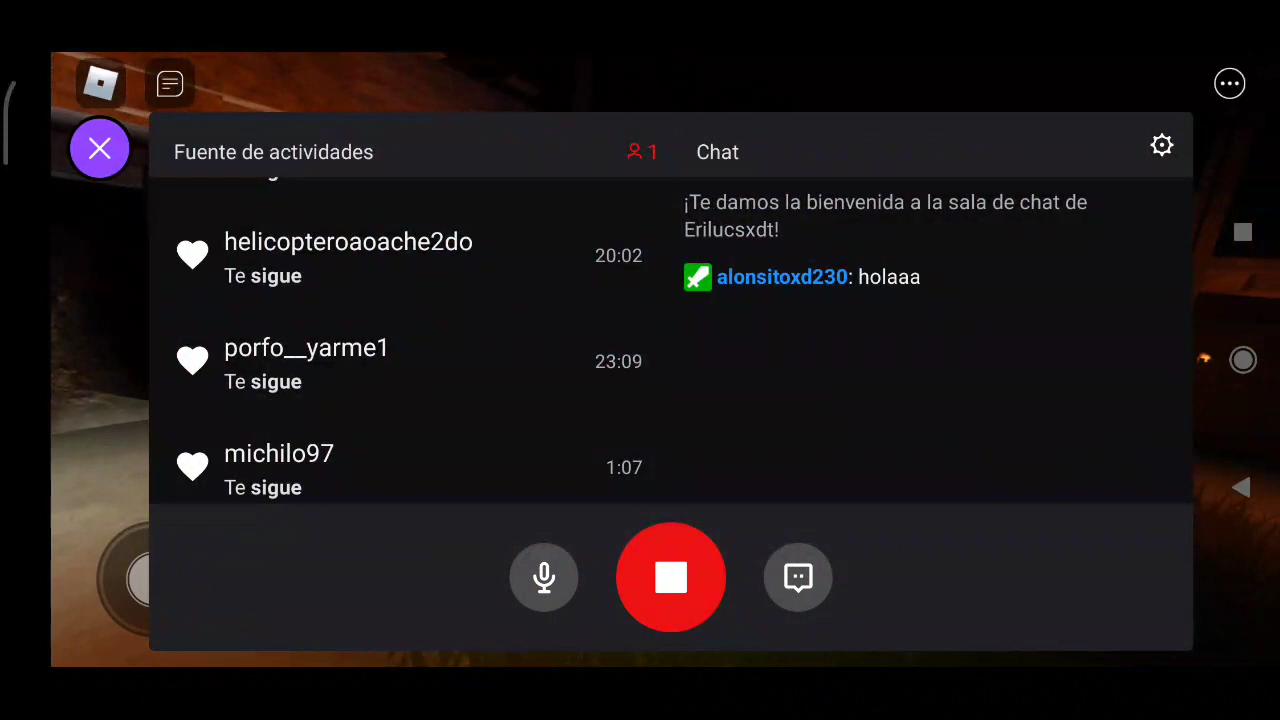 Fuente de actividades
1
sigue
helicopteroaoache2do
Te sigue
20:02
porfo__yarme1
Te sigue
23:09
michilo97
Te sigue
1:07
Chat
¡Te damos la bienvenida a la sala de chat de
Erilucsxdt!
alonsitoxd230: holaaa